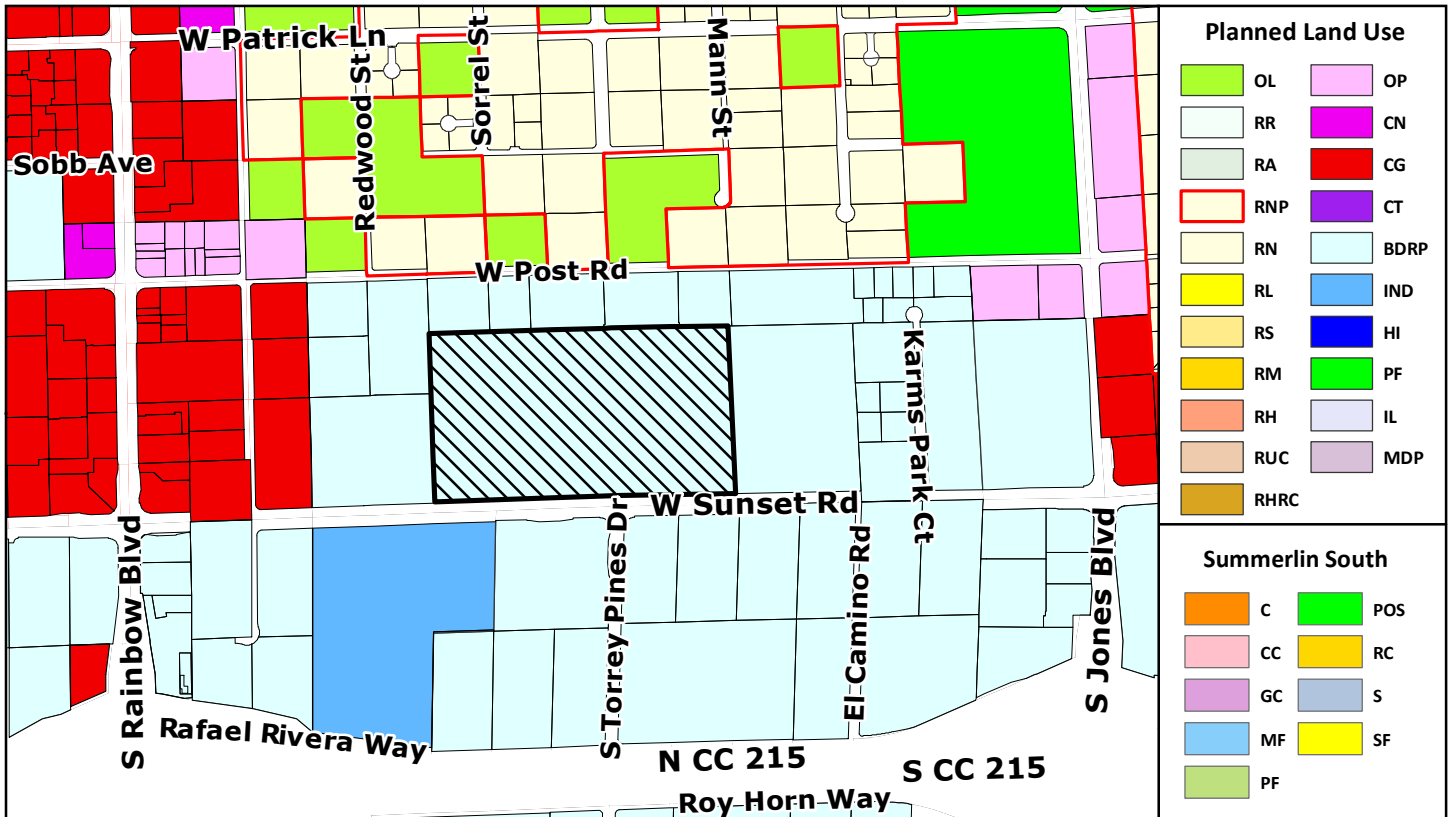 W Patrick Ln
Redwood St
Sorrel St
Mann St
Sobb Ave
W Post Rd
Karms Park Ct
W Sunset Rd
S Rainbow Blvd
S Torrey Pines Dr
El Camino Rd
S Jones Blvd
Rafael Rivera Way
N CC 215
S CC 215
Roy Horn Way
Planned Land Use
OL OP
RR CN
RA CG
RNP CT
RN BDRP
RL IND
RS HI
RM PF
RH IL
RUC MDP
RHRC
Summerlin South
C POS
CC RC
GC S
MF SF
PF